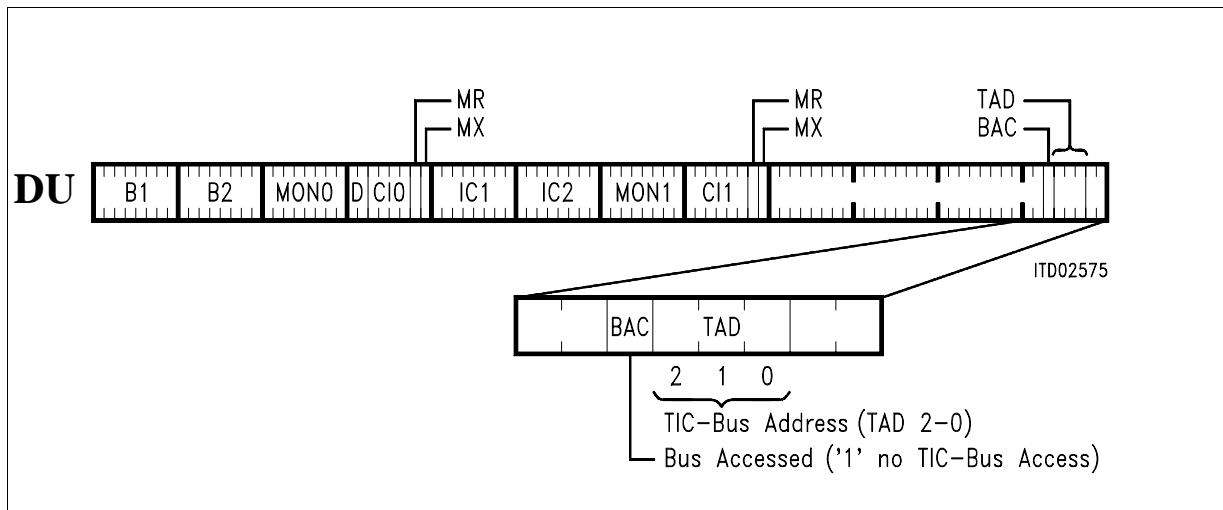 MR
MX
MR
MX
TAD
BAC
DU
B1
B2
MON0
D
CI0
IC1
IC2
MON1
CI1
ITD02575
BAC
TAD
2 1 0
TIC-Bus Address (TAD 2-0)
Bus Accessed ('1' no TIC-Bus Access)